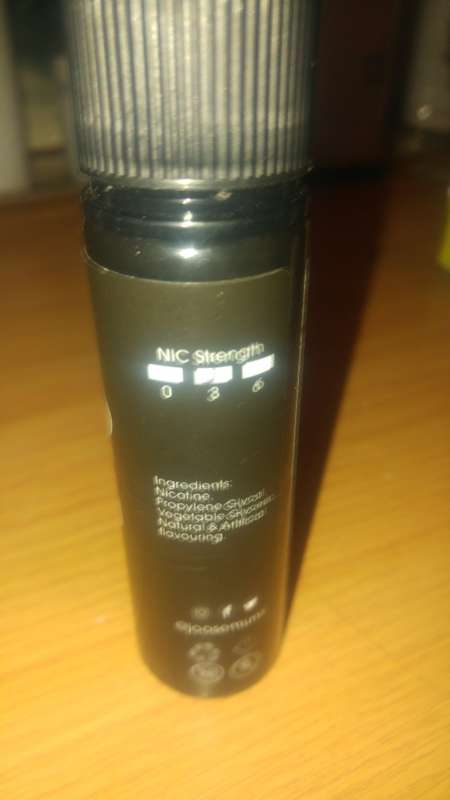 NIC Strength
0 3 6
Ingredients:
Nicotine,
Propylene Glycol,
Vegetable Glycerin,
Natural & Artificial
flavouring.